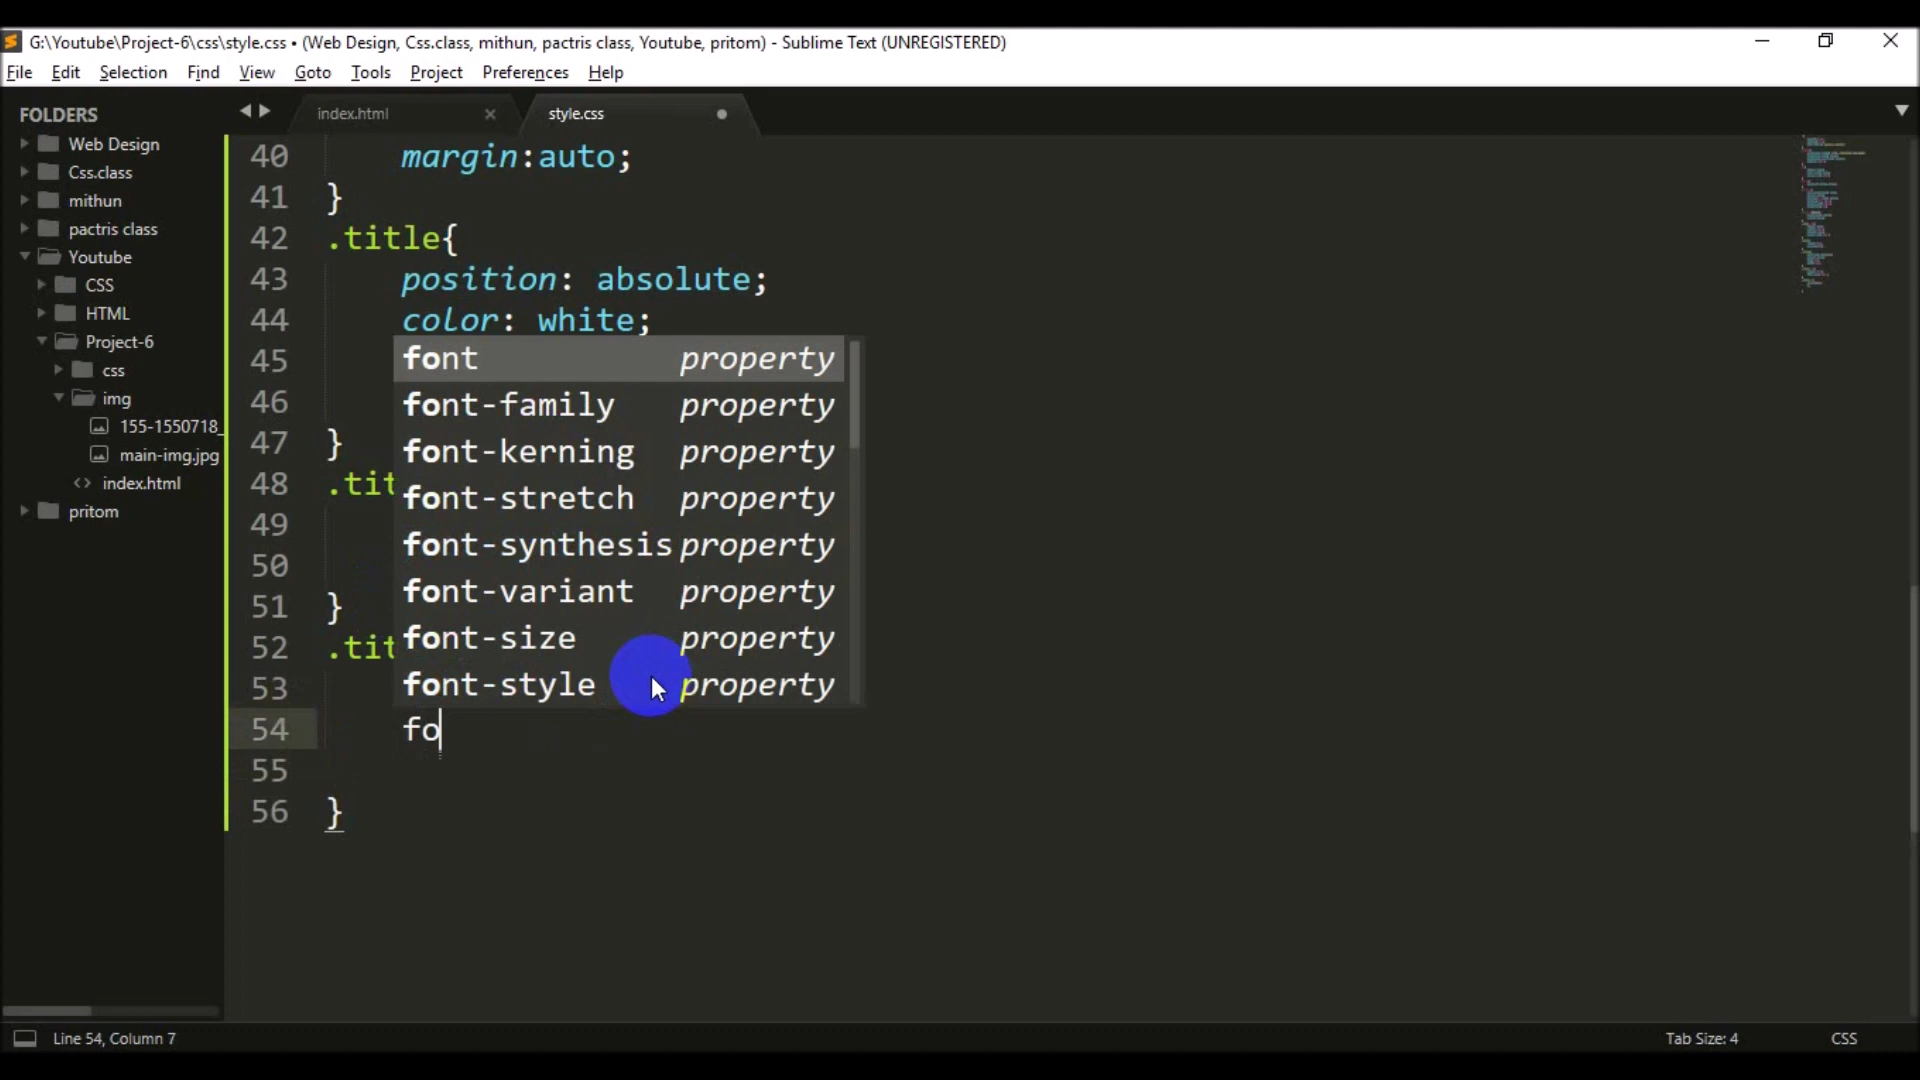 G:\Youtube\Project-6\css\style.css • (Web Design, Css.class, mithun, pactris class, Youtube, pritom) - Sublime Text (UNREGISTERED)
File Edit Selection Find View Goto Tools Project Preferences Help
FOLDERS
Web Design
Css.class
mithun
pactris class
Youtube
CSS
HTML
Project-6
css
img
155-1550718_
main-img.jpg
index.html
pritom
index.html
style.css
40 margin:auto;
41 }
42 .title{
43 position: absolute;
44 color: white;
45
46
47 }
48 .tit
49
50
51 }
52 .tit
53
54 fo
55
56 }
font property
font-family property
font-kerning property
font-stretch property
font-synthesis property
font-variant property
font-size property
font-style property
Line 54, Column 7
Tab Size: 4
CSS